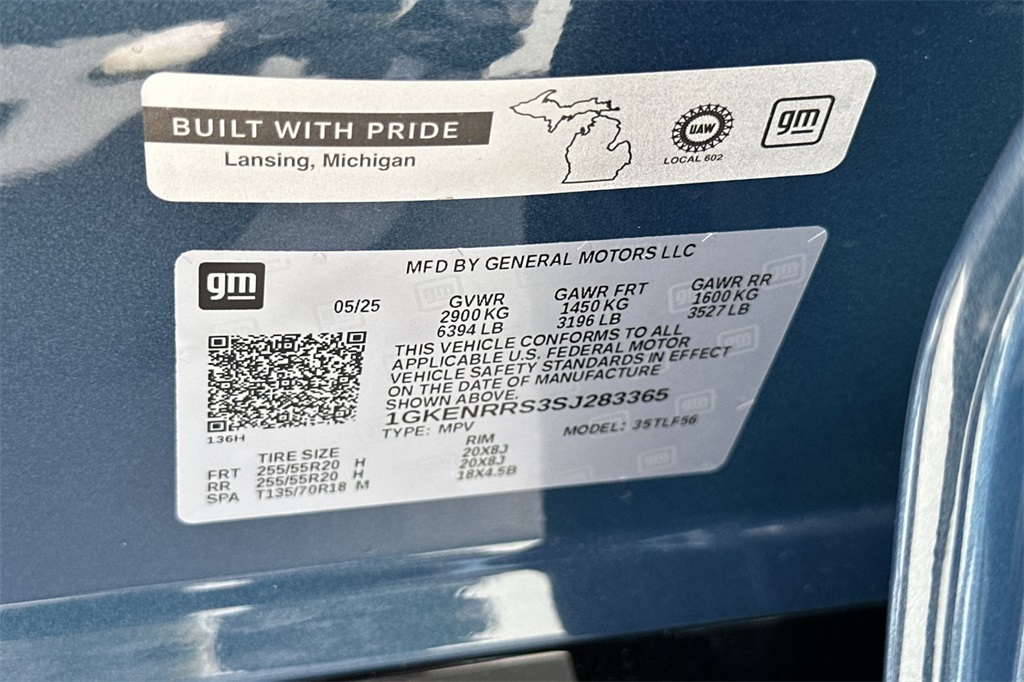 BUILT WITH PRIDE
Lansing, Michigan
UAW
LOCAL 602
gm
gm
MFD BY GENERAL MOTORS LLC
05/25
GVWR
2900 KG
6394 LB
GAWR FRT
1450 KG
3196 LB
GAWR RR
1600 KG
3527 LB
THIS VEHICLE CONFORMS TO ALL
APPLICABLE U.S. FEDERAL MOTOR
VEHICLE SAFETY STANDARDS IN EFFECT
ON THE DATE OF MANUFACTURE
SHOWN ABOVE.
1GKENRRS3SJ283365
TYPE: MPV MODEL: 35TLF56
136H
TIRE SIZE RIM
FRT 255/55R20 H 20X8J
RR 255/55R20 H 20X8J
SPA T135/70R18 M 18X4.5B